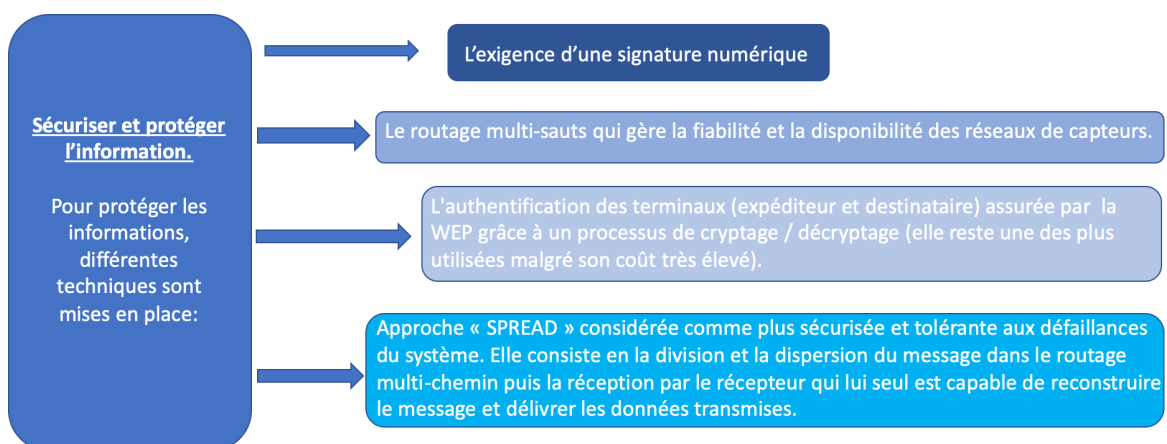 Sécuriser et protéger
l'information.
Pour protéger les
informations,
différentes
techniques sont
mises en place:
L'exigence d'une signature numérique
Le routage multi-sauts qui gère la fiabilité et la disponibilité des réseaux de capteurs.
L'authentification des terminaux (expéditeur et destinataire) assurée par la
WEP grâce à un processus de cryptage / décryptage (elle reste une des plus
utilisées malgré son coût très élevé).
Approche « SPREAD » considérée comme plus sécurisée et tolérante aux défaillances
du système. Elle consiste en la division et la dispersion du message dans le routage
multi-chemin puis la réception par le récepteur qui lui seul est capable de reconstruire
le message et délivrer les données transmises.